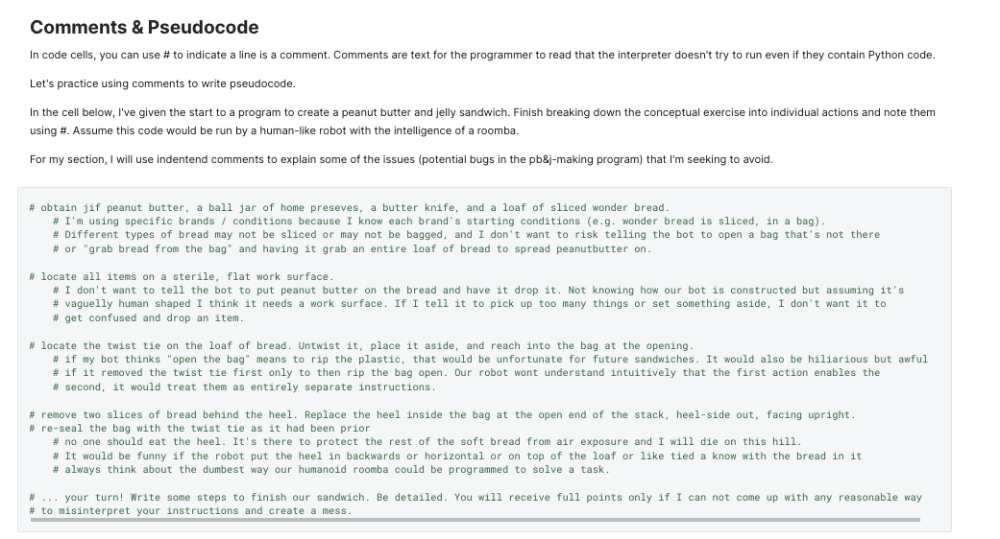 Comments & Pseudocode
In code cells, you can use # to indicate a line is a comment. Comments are text for the programmer to read that the interpreter doesn't try to run even if they contain Python code.
Let's practice using comments to write pseudocode.
In the cell below, I've given the start to a program to create a peanut butter and jelly sandwich. Finish breaking down the conceptual exercise into individual actions and note them
using #. Assume this code would be run by a human-like robot with the intelligence of a roomba.
For my section, I will use indentend comments to explain some of the issues (potential bugs in the pb&j-making program) that I'm seeking to avoid.
# obtain jif peanut butter, a ball jar of home preseves, a butter knife, and a loaf of sliced wonder bread.
# I'm using specific brands / conditions because I know each brand's starting conditions (e.g. wonder bread is sliced, in a bag).
# Different types of bread may not be sliced or may not be bagged, and I don't want to risk telling the bot to open a bag that's not there
# or "grab bread from the bag" and having it grab an entire loaf of bread to spread peanutbutter on.
# locate all items on a sterile, flat work surface.
# I don't want to tell the bot to put peanut butter on the bread and have it drop it. Not knowing how our bot is constructed but assuming it's
# vaguelly human shaped I think it needs a work surface. If I tell it to pick up too many things or set something aside, I don't want it to
# get confused and drop an item.
# locate the twist tie on the loaf of bread. Untwist it, place it aside, and reach into the bag at the opening.
# if my bot thinks "open the bag" means to rip the plastic, that would be unfortunate for future sandwiches. It would also be hiliarious but awful
# if it removed the twist tie first only to then rip the bag open. Our robot wont understand intuitively that the first action enables the
# second, it would treat them as entirely separate instructions.
# remove two slices of bread behind the heel. Replace the heel inside the bag at the open end of the stack, heel-side out, facing upright.
# re-seal the bag with the twist tie as it had been prior
# no one should eat the heel. It's there to protect the rest of the soft bread from air exposure and I will die on this hill.
# It would be funny if the robot put the heel in backwards or horizontal or on top of the loaf or like tied a know with the bread in it
# always think about the dumbest way our humanoid roomba could be programmed to solve a task.
# ... your turn! Write some steps to finish our sandwich. Be detailed. You will receive full points only if I can not come up with any reasonable way
# to misinterpret your instructions and create a mess.